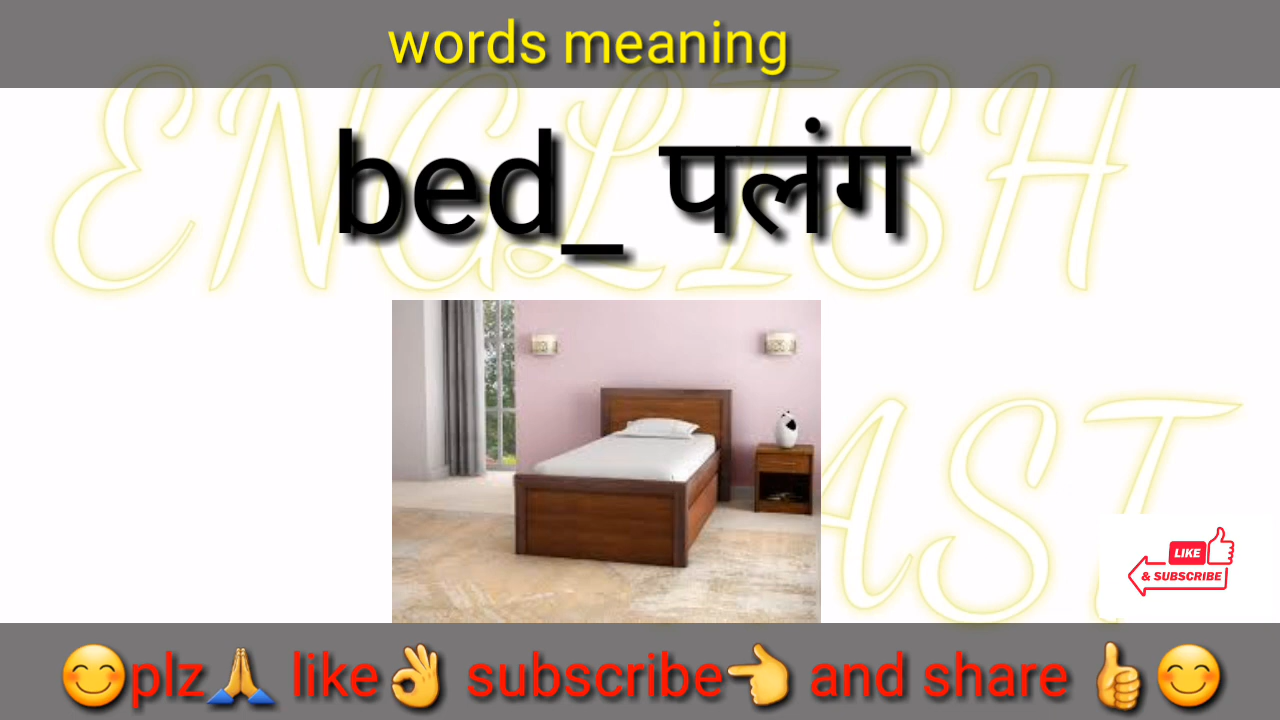 words meaning
bed_ पलंग
ENGLISH
AST
LIKE
& SUBSCRIBE
😊plz🙏 like👌 subscribe👈 and share 👍😊